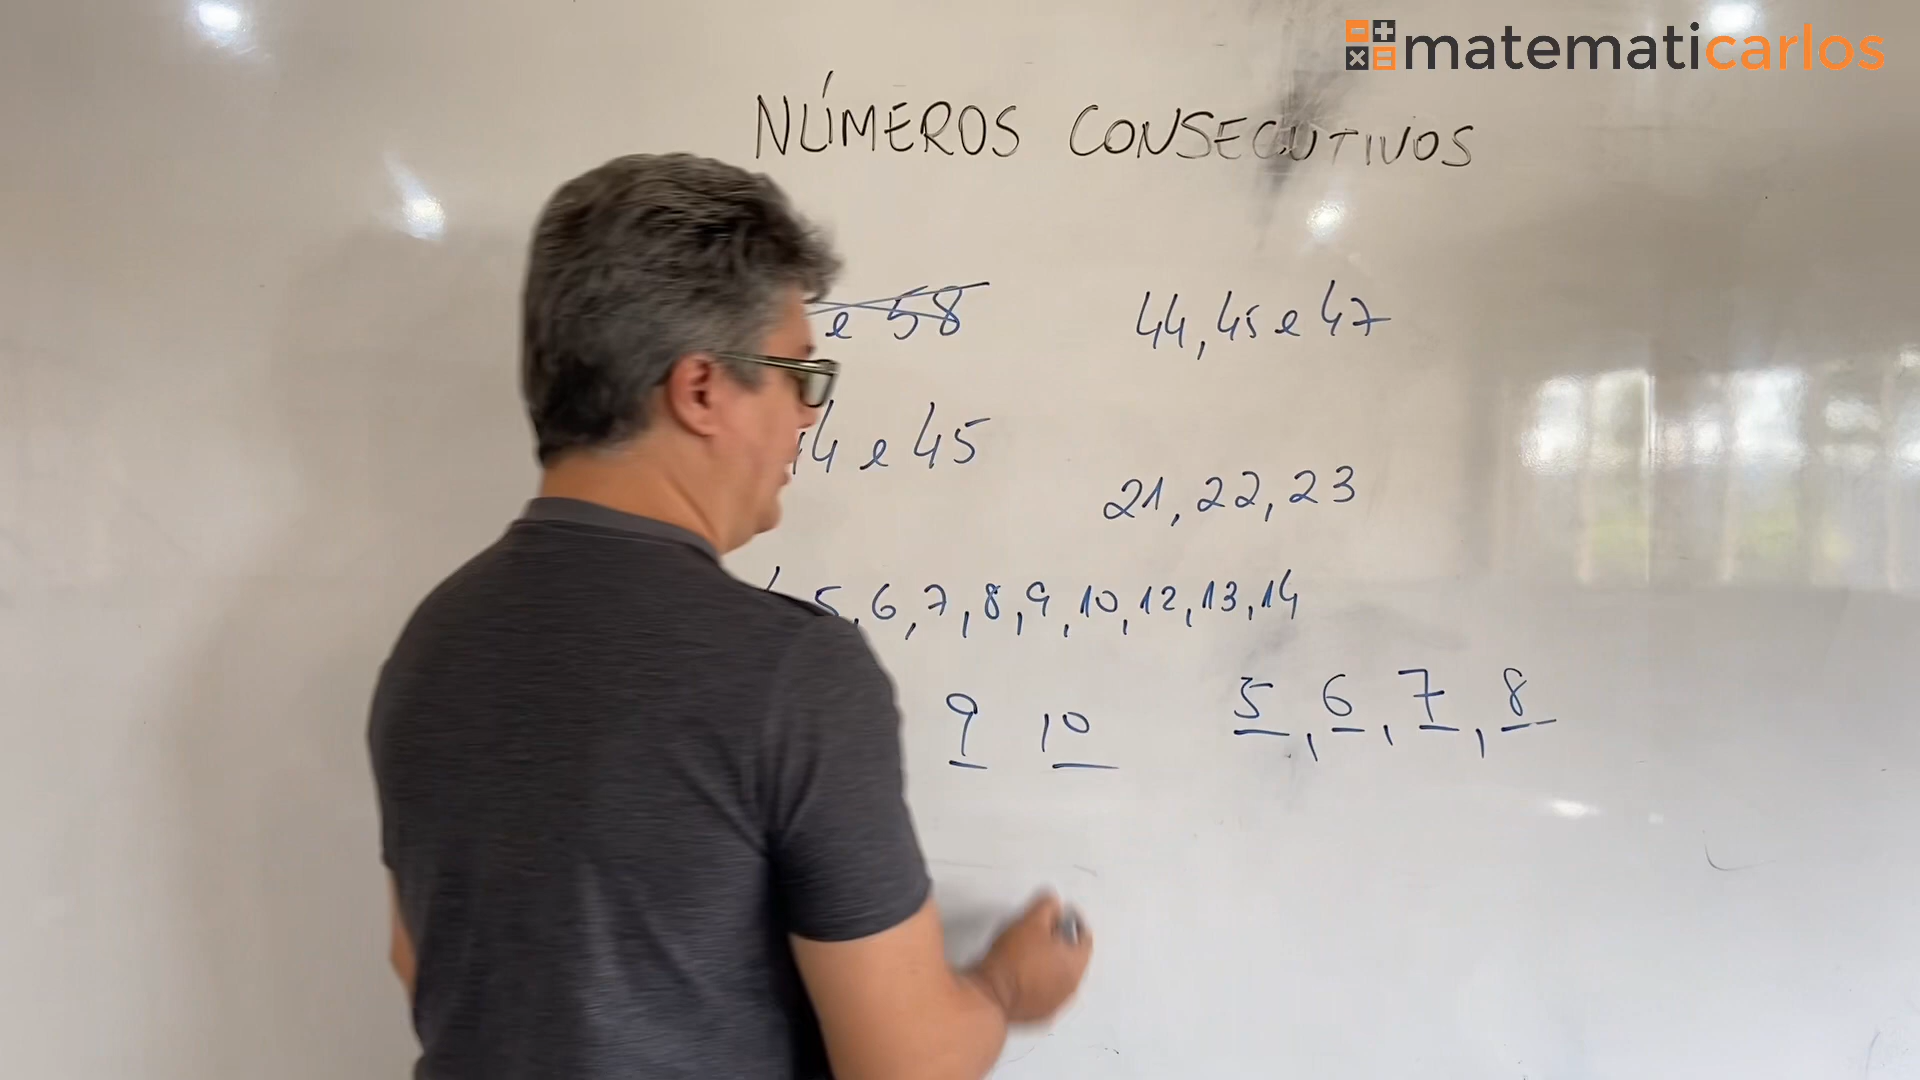 matematicarlos
NÚMEROS CONSECUTIVOS
e 58
44, 45 e 47
44 e 45
21, 22, 23
5, 6, 7, 8, 9, 10, 12, 13, 14
9 10
5, 6, 7, 8